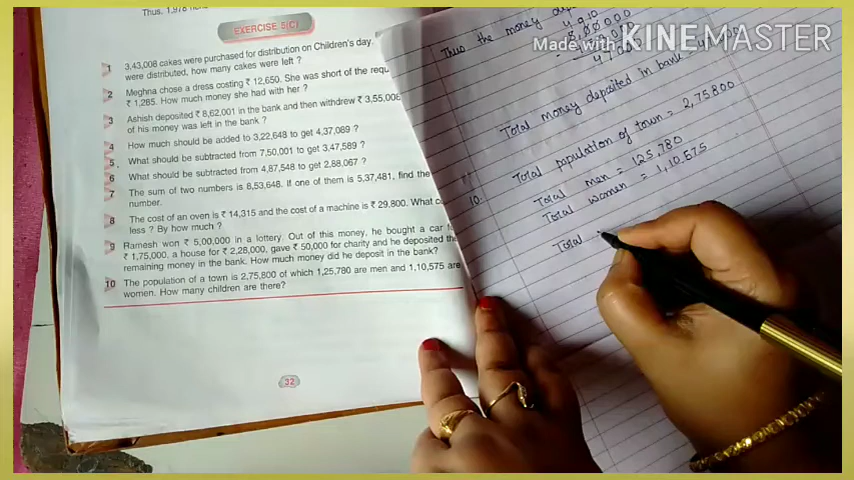 Thus. 1,978
EXERCISE 5(C)
1 3,43,008 cakes were purchased for distribution on Children's day.
were distributed, how many cakes were left ?
2 Meghna chose a dress costing ₹ 12,650. She was short of the requ
₹ 1,285. How much money she had with her ?
3 Ashish deposited ₹ 8,62,001 in the bank and then withdrew ₹ 3,55,006
of his money was left in the bank ?
4 How much should be added to 3,22,648 to get 4,37,089 ?
5. What should be subtracted from 7,50,001 to get 3,47,589 ?
6 What should be subtracted from 4,87,548 to get 2,88,067 ?
7 The sum of two numbers is 8,53,648. If one of them is 5,37,481, find the
number.
8 The cost of an oven is ₹ 14,315 and the cost of a machine is ₹ 29,800. What c
less ? By how much ?
9 Ramesh won ₹ 5,00,000 in a lottery. Out of this money, he bought a car f
₹ 1,75,000, a house for ₹ 2,28,000, gave ₹ 50,000 for charity and he deposited the
remaining money in the bank. How much money did he deposit in the bank?
10 The population of a town is 2,75,800 of which 1,25,780 are men and 1,10,575 are
women. How many children are there?
32
Thus the money
47000
Total money deposited in bank =
10. Total population of town = 2,75800
Total men = 125,780
Total women = 1,10575
Total
Made with KINEMASTER